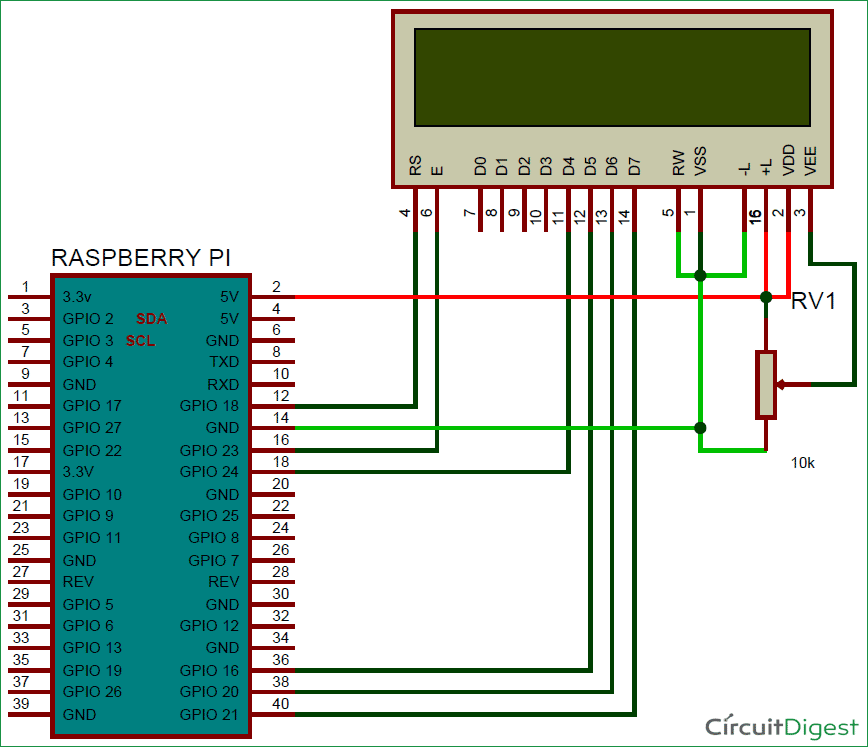 RS E D0 D1 D2 D3 D4 D5 D6 D7 RW VSS -L +L VDD VEE
4 6 7 8 9 10 11 12 13 14 5 1 2 3
RASPBERRY PI
1 3.3v 5V 2
3 GPIO 2 SDA 5V 4
5 GPIO 3 SCL GND 6
7 GPIO 4 TXD 8
9 GND RXD 10
11 GPIO 17 GPIO 18 12
13 GPIO 27 GND 14
15 GPIO 22 GPIO 23 16
17 3.3V GPIO 24 18
19 GPIO 10 GND 20
21 GPIO 9 GPIO 25 22
23 GPIO 11 GPIO 8 24
25 GND GPIO 7 26
27 REV REV 28
29 GPIO 5 GND 30
31 GPIO 6 GPIO 12 32
33 GPIO 13 GND 34
35 GPIO 19 GPIO 16 36
37 GPIO 26 GPIO 20 38
39 GND GPIO 21 40
RV1
10k
CircuitDigest